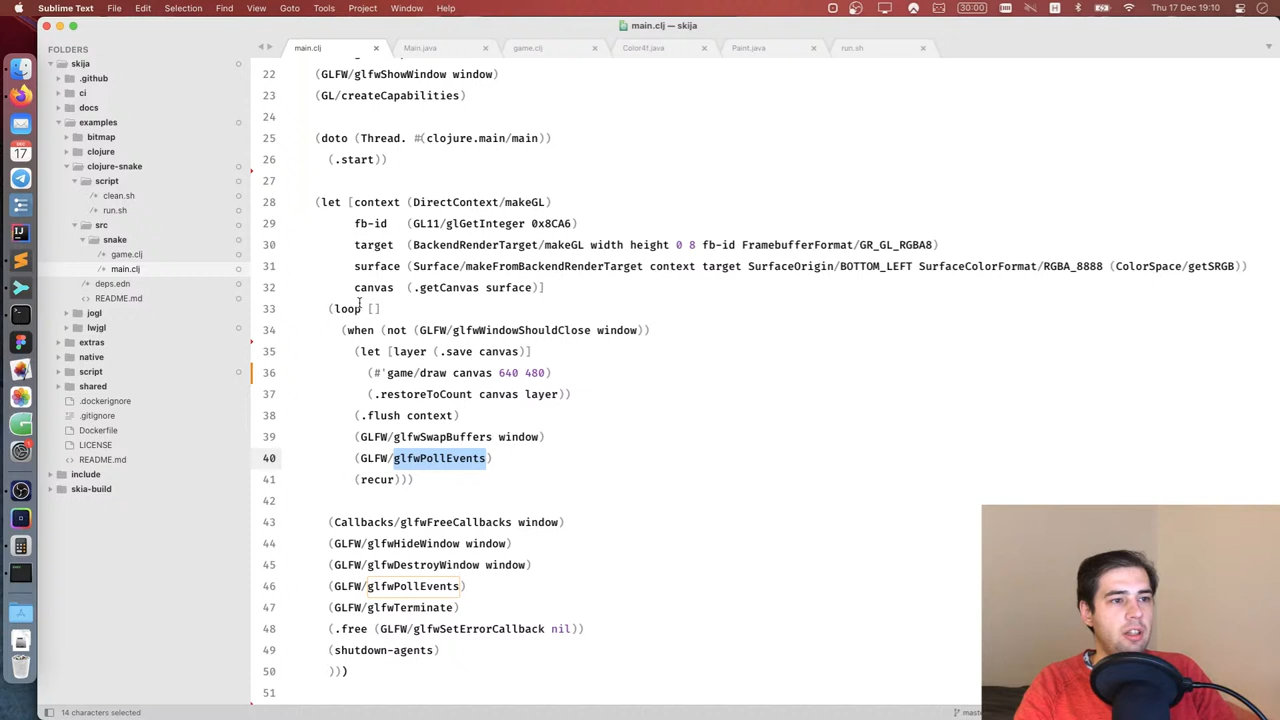 Sublime Text File Edit Selection Find View Goto Tools Project Window Help 30:00 Thu 17 Dec 19:10
main.clj — skija
FOLDERS
skija
.github
ci
docs
examples
bitmap
clojure
clojure-snake
script
clean.sh
run.sh
src
snake
game.clj
main.clj
deps.edn
README.md
jogl
lwjgl
extras
native
script
shared
.dockerignore
.gitignore
Dockerfile
LICENSE
README.md
include
skia-build
main.clj Main.java game.clj Color4f.java Paint.java run.sh
22 (GLFW/glfwShowWindow window)
23 (GL/createCapabilities)
24
25 (doto (Thread. #(clojure.main/main))
26 (.start))
27
28 (let [context (DirectContext/makeGL)
29 fb-id (GL11/glGetInteger 0x8CA6)
30 target (BackendRenderTarget/makeGL width height 0 8 fb-id FramebufferFormat/GR_GL_RGBA8)
31 surface (Surface/makeFromBackendRenderTarget context target SurfaceOrigin/BOTTOM_LEFT SurfaceColorFormat/RGBA_8888 (ColorSpace/getSRGB))
32 canvas (.getCanvas surface)]
33 (loop []
34 (when (not (GLFW/glfwWindowShouldClose window))
35 (let [layer (.save canvas)]
36 (#'game/draw canvas 640 480)
37 (.restoreToCount canvas layer))
38 (.flush context)
39 (GLFW/glfwSwapBuffers window)
40 (GLFW/glfwPollEvents)
41 (recur)))
42
43 (Callbacks/glfwFreeCallbacks window)
44 (GLFW/glfwHideWindow window)
45 (GLFW/glfwDestroyWindow window)
46 (GLFW/glfwPollEvents)
47 (GLFW/glfwTerminate)
48 (.free (GLFW/glfwSetErrorCallback nil))
49 (shutdown-agents)
50 )))
51
14 characters selected